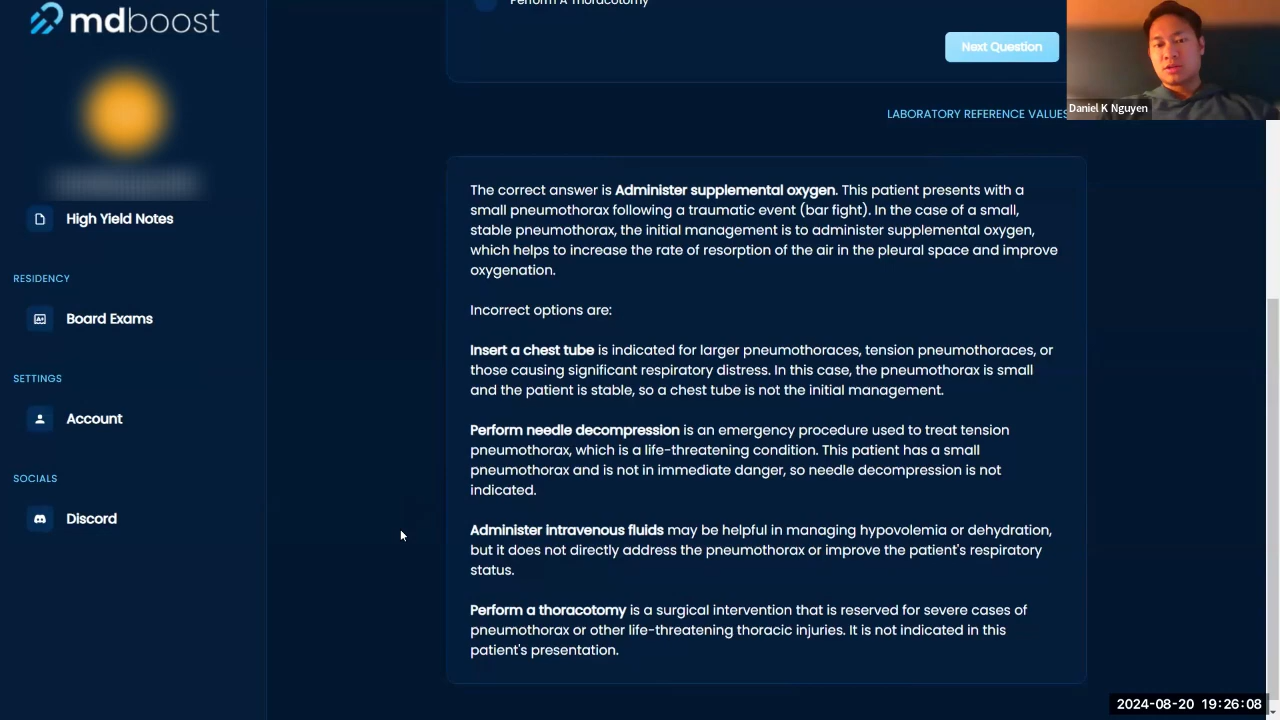 mdboost
Perform A Thoracotomy
Next Question
Daniel K Nguyen
LABORATORY REFERENCE VALUES
High Yield Notes
RESIDENCY
Board Exams
SETTINGS
Account
SOCIALS
Discord
The correct answer is Administer supplemental oxygen. This patient presents with a
small pneumothorax following a traumatic event (bar fight). In the case of a small,
stable pneumothorax, the initial management is to administer supplemental oxygen,
which helps to increase the rate of resorption of the air in the pleural space and improve
oxygenation.
Incorrect options are:
Insert a chest tube is indicated for larger pneumothoraces, tension pneumothoraces, or
those causing significant respiratory distress. In this case, the pneumothorax is small
and the patient is stable, so a chest tube is not the initial management.
Perform needle decompression is an emergency procedure used to treat tension
pneumothorax, which is a life-threatening condition. This patient has a small
pneumothorax and is not in immediate danger, so needle decompression is not
indicated.
Administer intravenous fluids may be helpful in managing hypovolemia or dehydration,
but it does not directly address the pneumothorax or improve the patient's respiratory
status.
Perform a thoracotomy is a surgical intervention that is reserved for severe cases of
pneumothorax or other life-threatening thoracic injuries. It is not indicated in this
patient's presentation.
2024-08-20 19:26:08